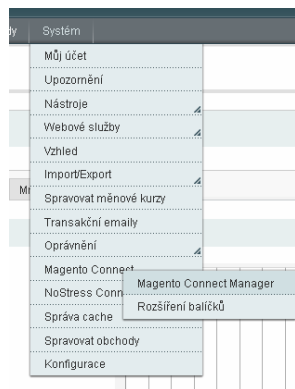 Systém
Můj účet
Upozornění
Nástroje
Webové služby
Vzhled
Import/Export
Spravovat měnové kurzy
Transakční emaily
Oprávnění
Magento Connect
Magento Connect Manager
NoStress Conn
Rozšíření balíčků
Správa cache
Spravovat obchody
Konfigurace